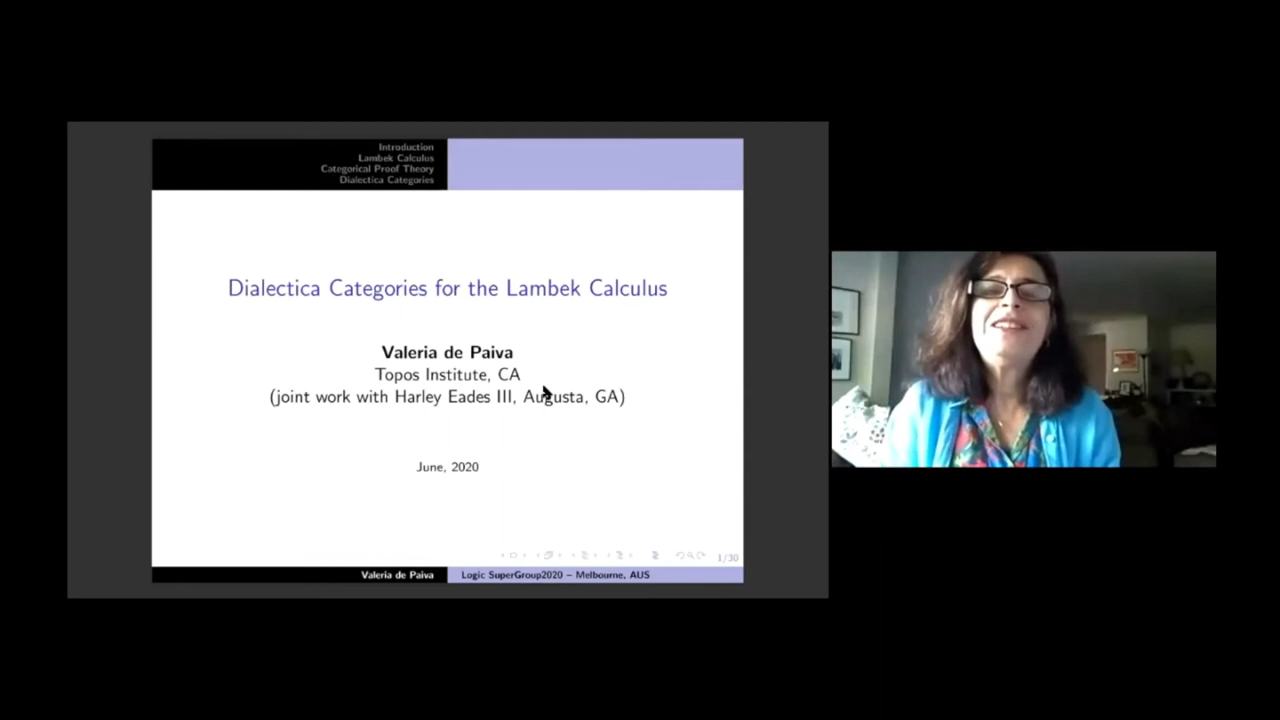 Introduction
Lambek Calculus
Categorical Proof Theory
Dialectica Categories
Dialectica Categories for the Lambek Calculus
Valeria de Paiva
Topos Institute, CA
(joint work with Harley Eades III, Augusta, GA)
June, 2020
1/30
Valeria de Paiva
Logic SuperGroup2020 – Melbourne, AUS